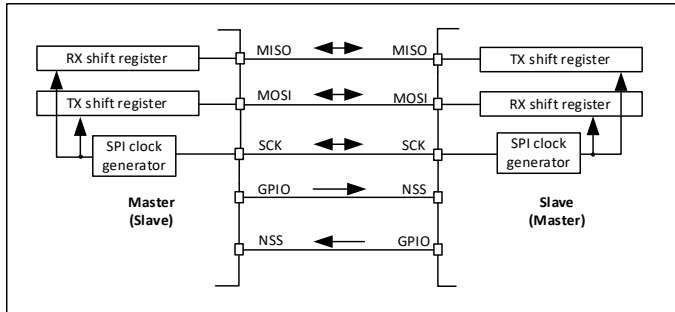 RX shift register
MISO
MISO
TX shift register
TX shift register
MOSI
MOSI
RX shift register
SPI clock
generator
SCK
SCK
SPI clock
generator
Master
(Slave)
GPIO
NSS
Slave
(Master)
NSS
GPIO